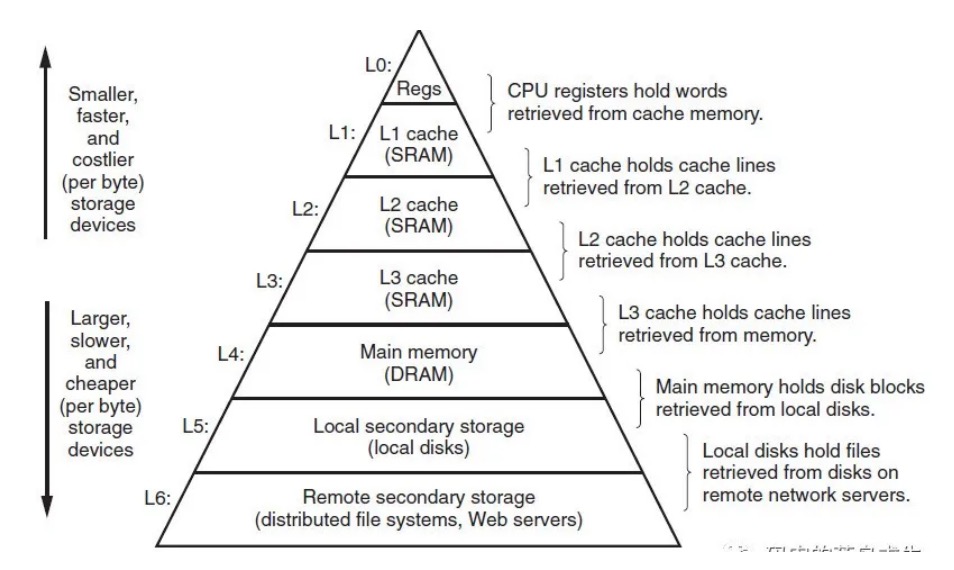 Smaller,
faster,
and
costlier
(per byte)
storage
devices
Larger,
slower,
and
cheaper
(per byte)
storage
devices
L0:
Regs
CPU registers hold words
retrieved from cache memory.
L1:
L1 cache
(SRAM)
L1 cache holds cache lines
retrieved from L2 cache.
L2:
L2 cache
(SRAM)
L2 cache holds cache lines
retrieved from L3 cache.
L3:
L3 cache
(SRAM)
L3 cache holds cache lines
retrieved from memory.
L4:
Main memory
(DRAM)
Main memory holds disk blocks
retrieved from local disks.
L5:
Local secondary storage
(local disks)
Local disks hold files
retrieved from disks on
remote network servers.
L6:
Remote secondary storage
(distributed file systems, Web servers)